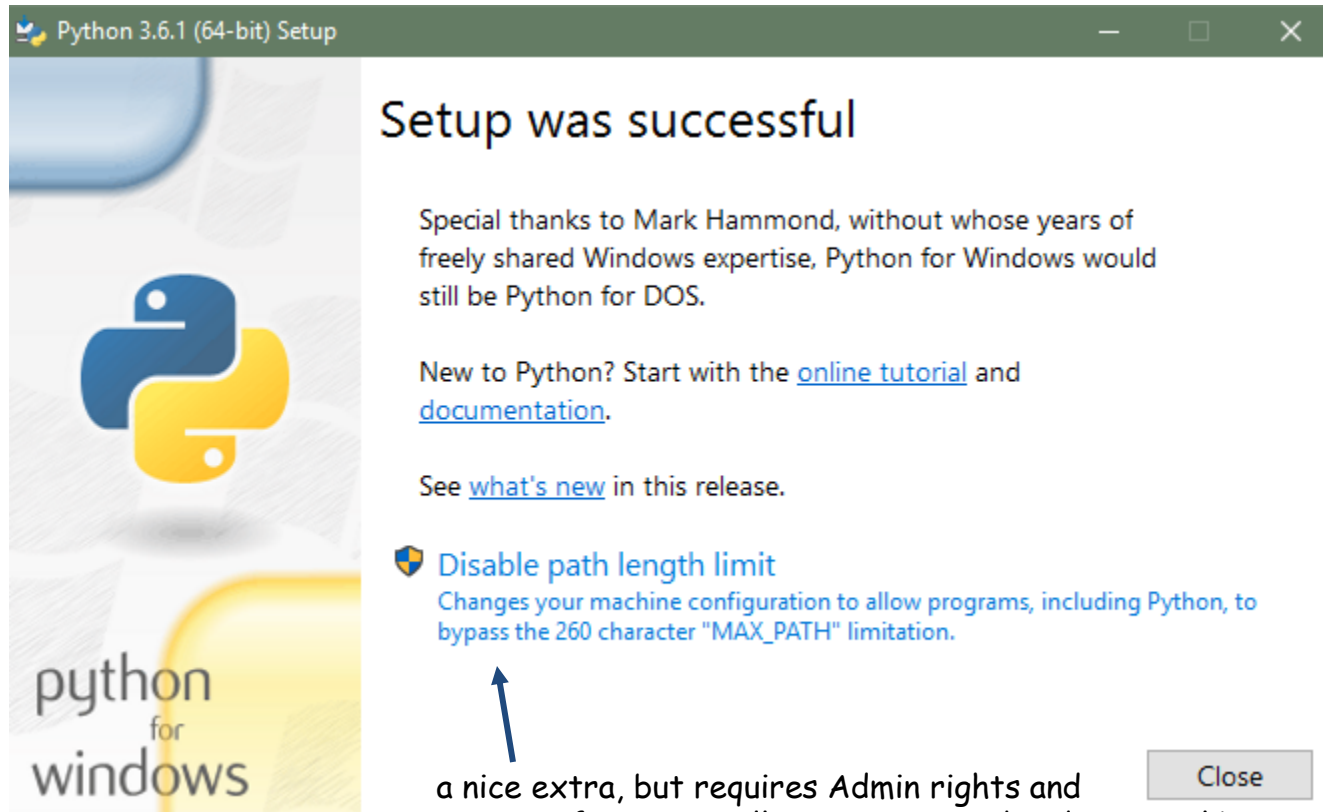 Python 3.6.1 (64-bit) Setup
Setup was successful
Special thanks to Mark Hammond, without whose years of
freely shared Windows expertise, Python for Windows would
still be Python for DOS.
New to Python? Start with the online tutorial and
documentation.
See what's new in this release.
Disable path length limit
Changes your machine configuration to allow programs, including Python, to
bypass the 260 character "MAX_PATH" limitation.
python
for
windows
a nice extra, but requires Admin rights and
Close